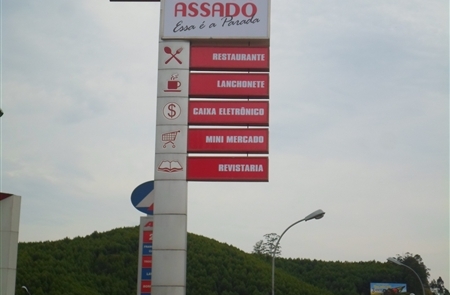 ASSADO
Essa é a Parada
RESTAURANTE
LANCHONETE
$
CAIXA ELETRÔNICO
MINI MERCADO
REVISTARIA